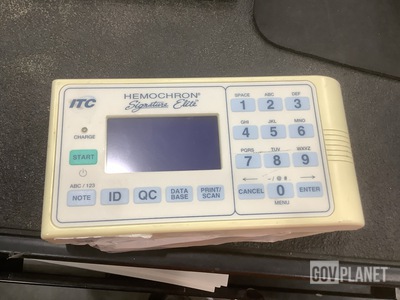 ITC
HEMOCHRON®
Signature Elite®
CHARGE
START
ABC / 123
NOTE
ID
QC
DATA BASE
PRINT/ SCAN
SPACE ABC DEF
1 2 3
GHI JKL MNO
4 5 6
PQRS TUV WXYZ
7 8 9
- / @ #
CANCEL 0 ENTER
MENU
GOVPLANET